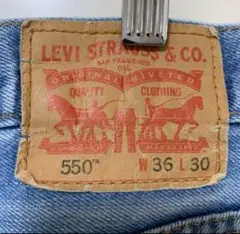 LEVI STRAUSS & CO.
SAN FRANCISCO
CAL
ORIGINAL RIVETED
QUALITY CLOTHING
550™ W 36 L 30